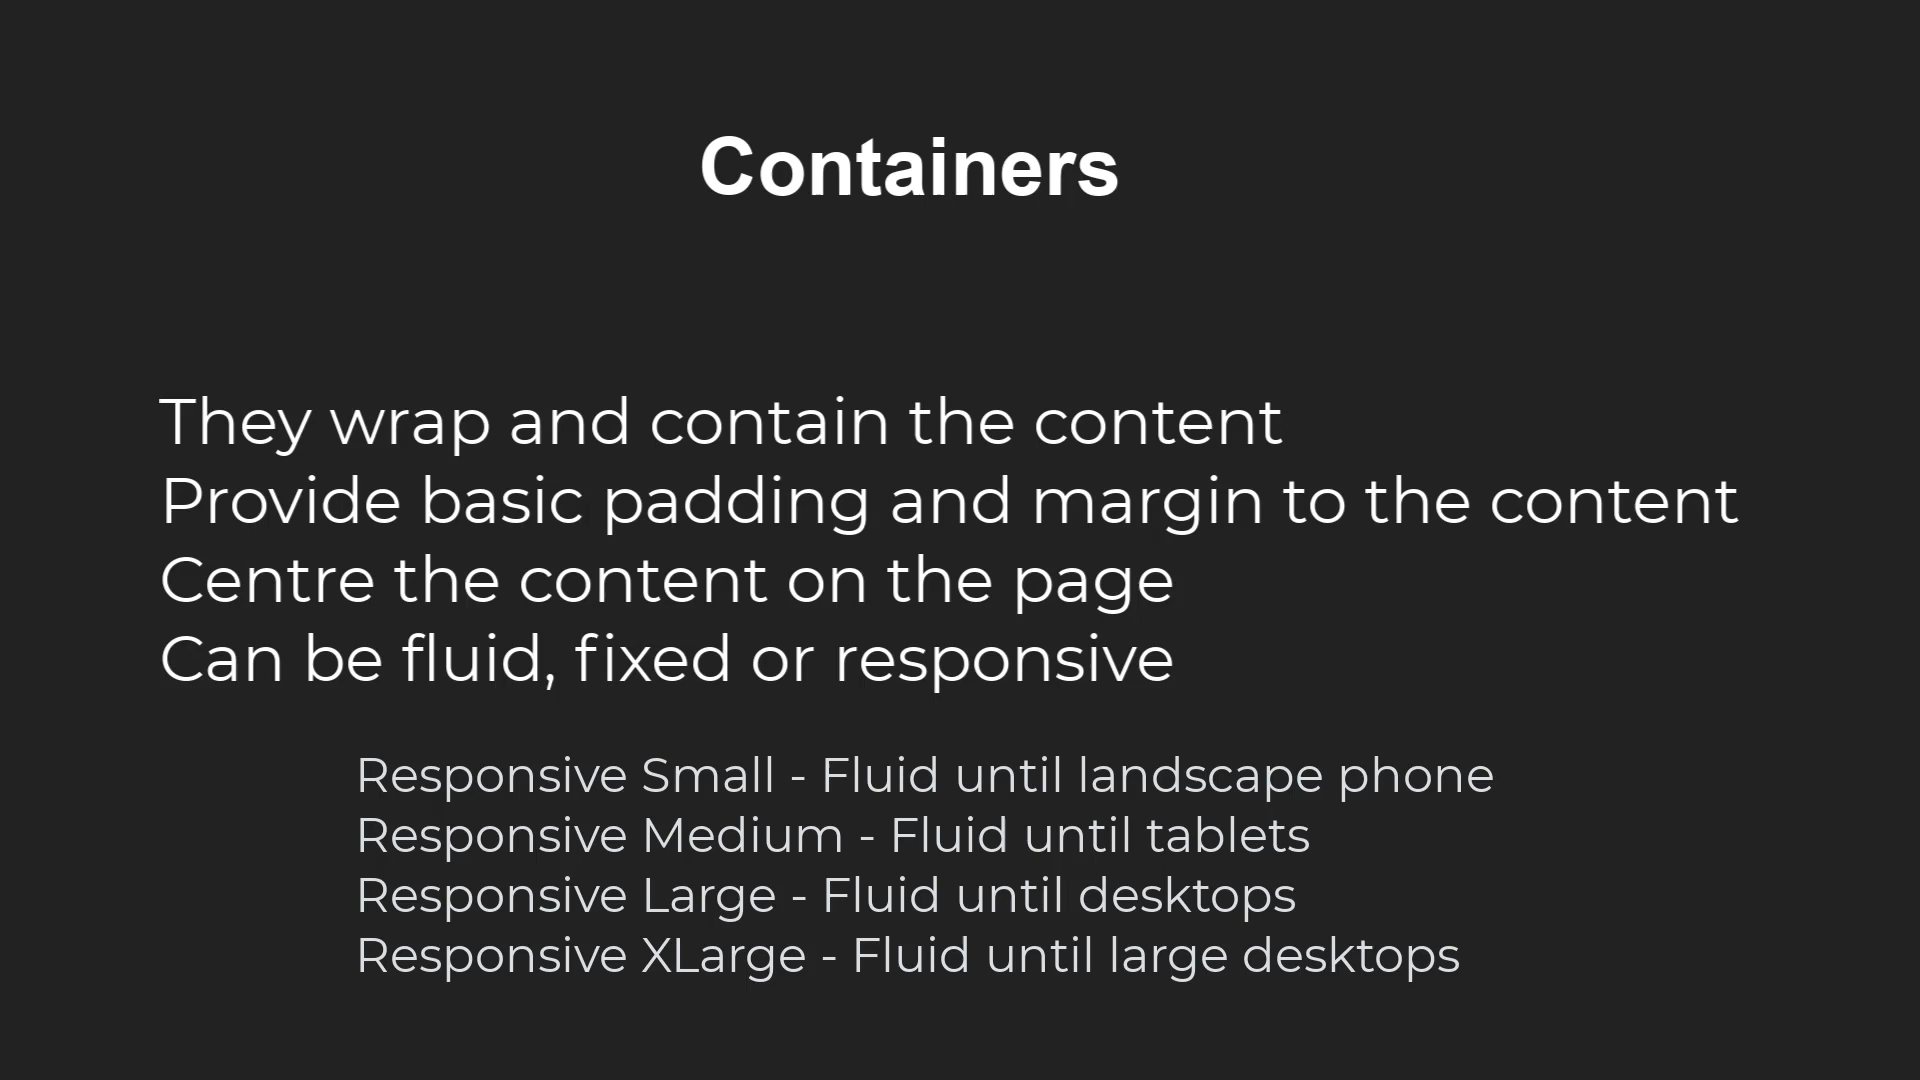 Containers
They wrap and contain the content
Provide basic padding and margin to the content
Centre the content on the page
Can be fluid, fixed or responsive
Responsive Small - Fluid until landscape phone
Responsive Medium - Fluid until tablets
Responsive Large - Fluid until desktops
Responsive XLarge - Fluid until large desktops